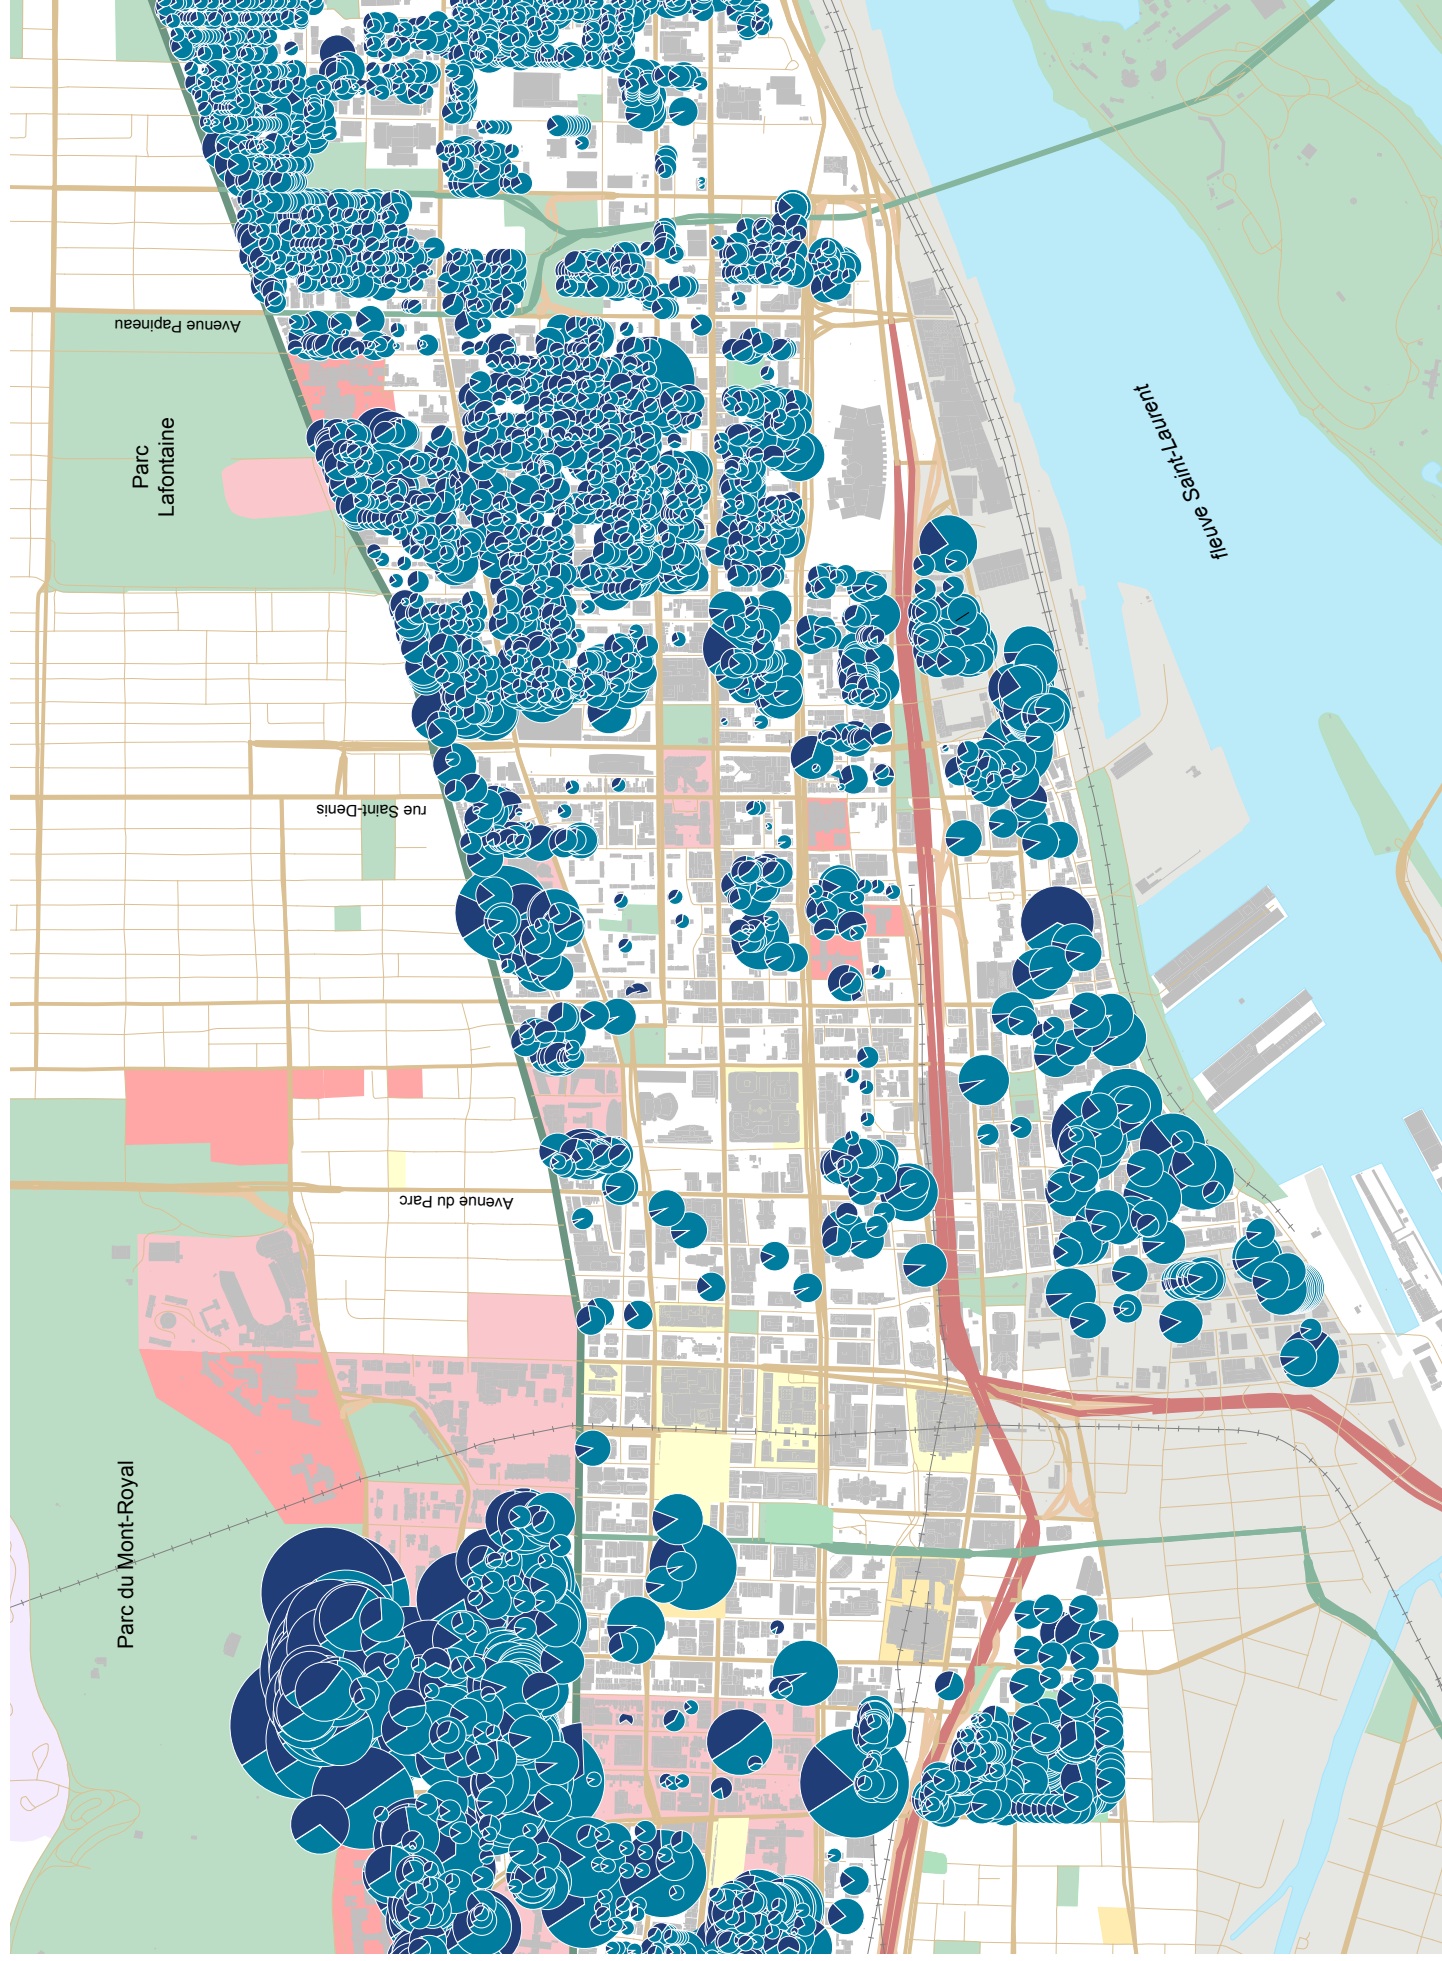 Avenue Papineau
Parc
Lafontaine
fleuve Saint-Laurent
rue Saint-Denis
Avenue du Parc
Parc du Mont-Royal